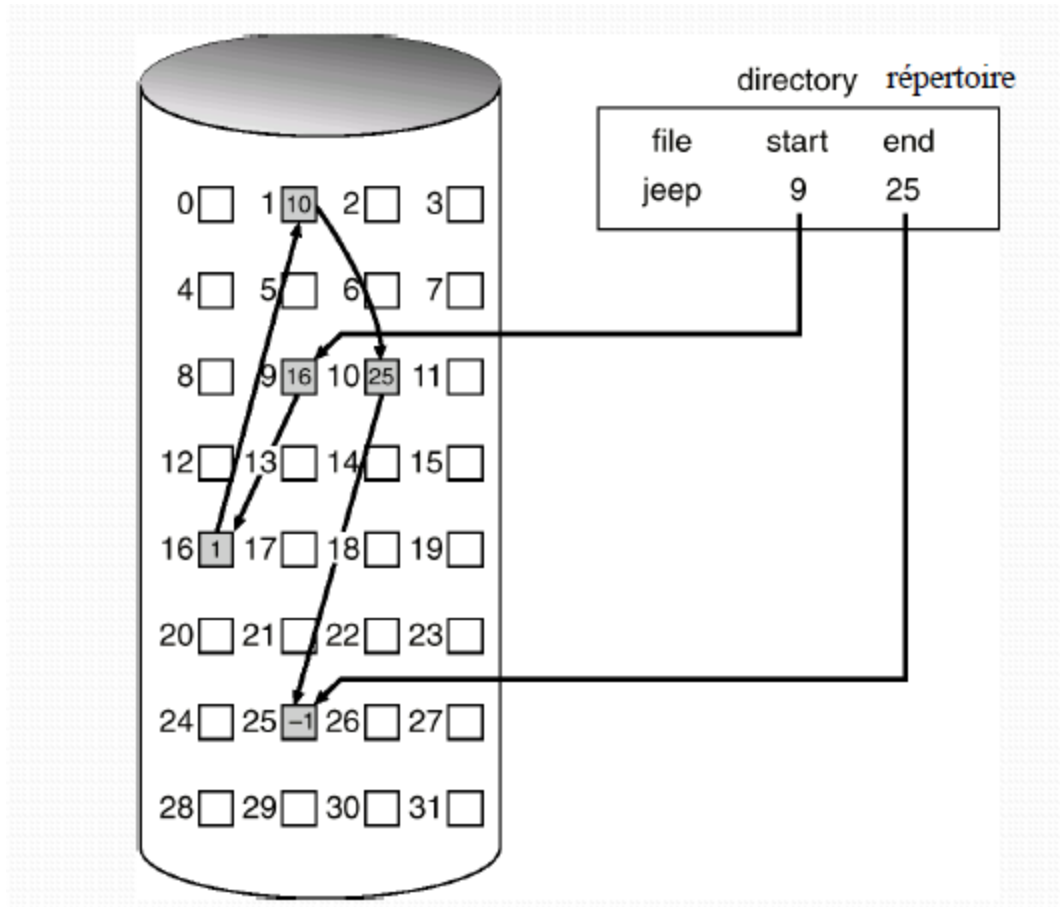 directory répertoire
file start end
jeep 9 25
0 1 10 2 3
4 5 6 7
8 9 16 10 25 11
12 13 14 15
16 1 17 18 19
20 21 22 23
24 25 –1 26 27
28 29 30 31